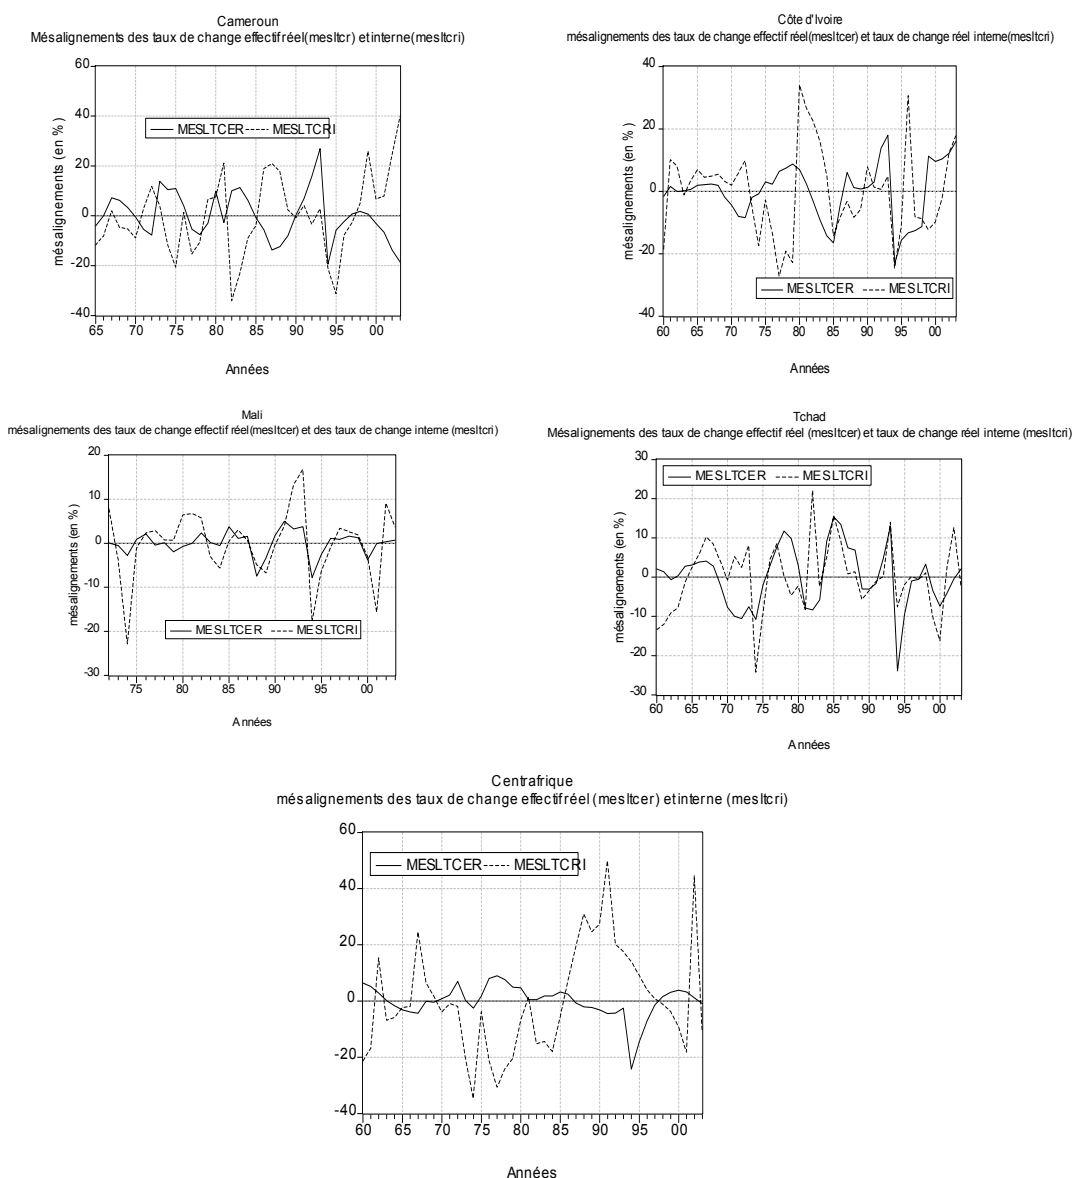 Cameroun
Mésalignements des taux de change effectif réel(mesltcr) et interne(mesltcri)
60
40
20
0
-20
-40
mésalignements (en %)
MESLTCER MESLTCRI
65 70 75 80 85 90 95 00
Années
Côte d'Ivoire
mésalignements des taux de change effectif réel(mesltcer) et taux de change réel interne(mesltcri)
40
20
0
-20
-40
mésalignements (en %)
MESLTCER MESLTCRI
60 65 70 75 80 85 90 95 00
Années
Mali
mésalignements des taux de change effectif réel(mesltcer) et des taux de change interne (mesltcri)
20
10
0
-10
-20
-30
mésalignements (en %)
MESLTCER MESLTCRI
75 80 85 90 95 00
Années
Tchad
Mésalignements des taux de change effectif réel (mesltcer) et taux de change réel interne (mesltcri)
30
20
10
0
-10
-20
-30
mésalignements (en %)
MESLTCER MESLTCRI
60 65 70 75 80 85 90 95 00
Années
Centrafrique
mésalignements des taux de change effectif réel (mesltcer) et interne (mesltcri)
60
40
20
0
-20
-40
mésalignements (en %)
MESLTCER MESLTCRI
60 65 70 75 80 85 90 95 00
Années